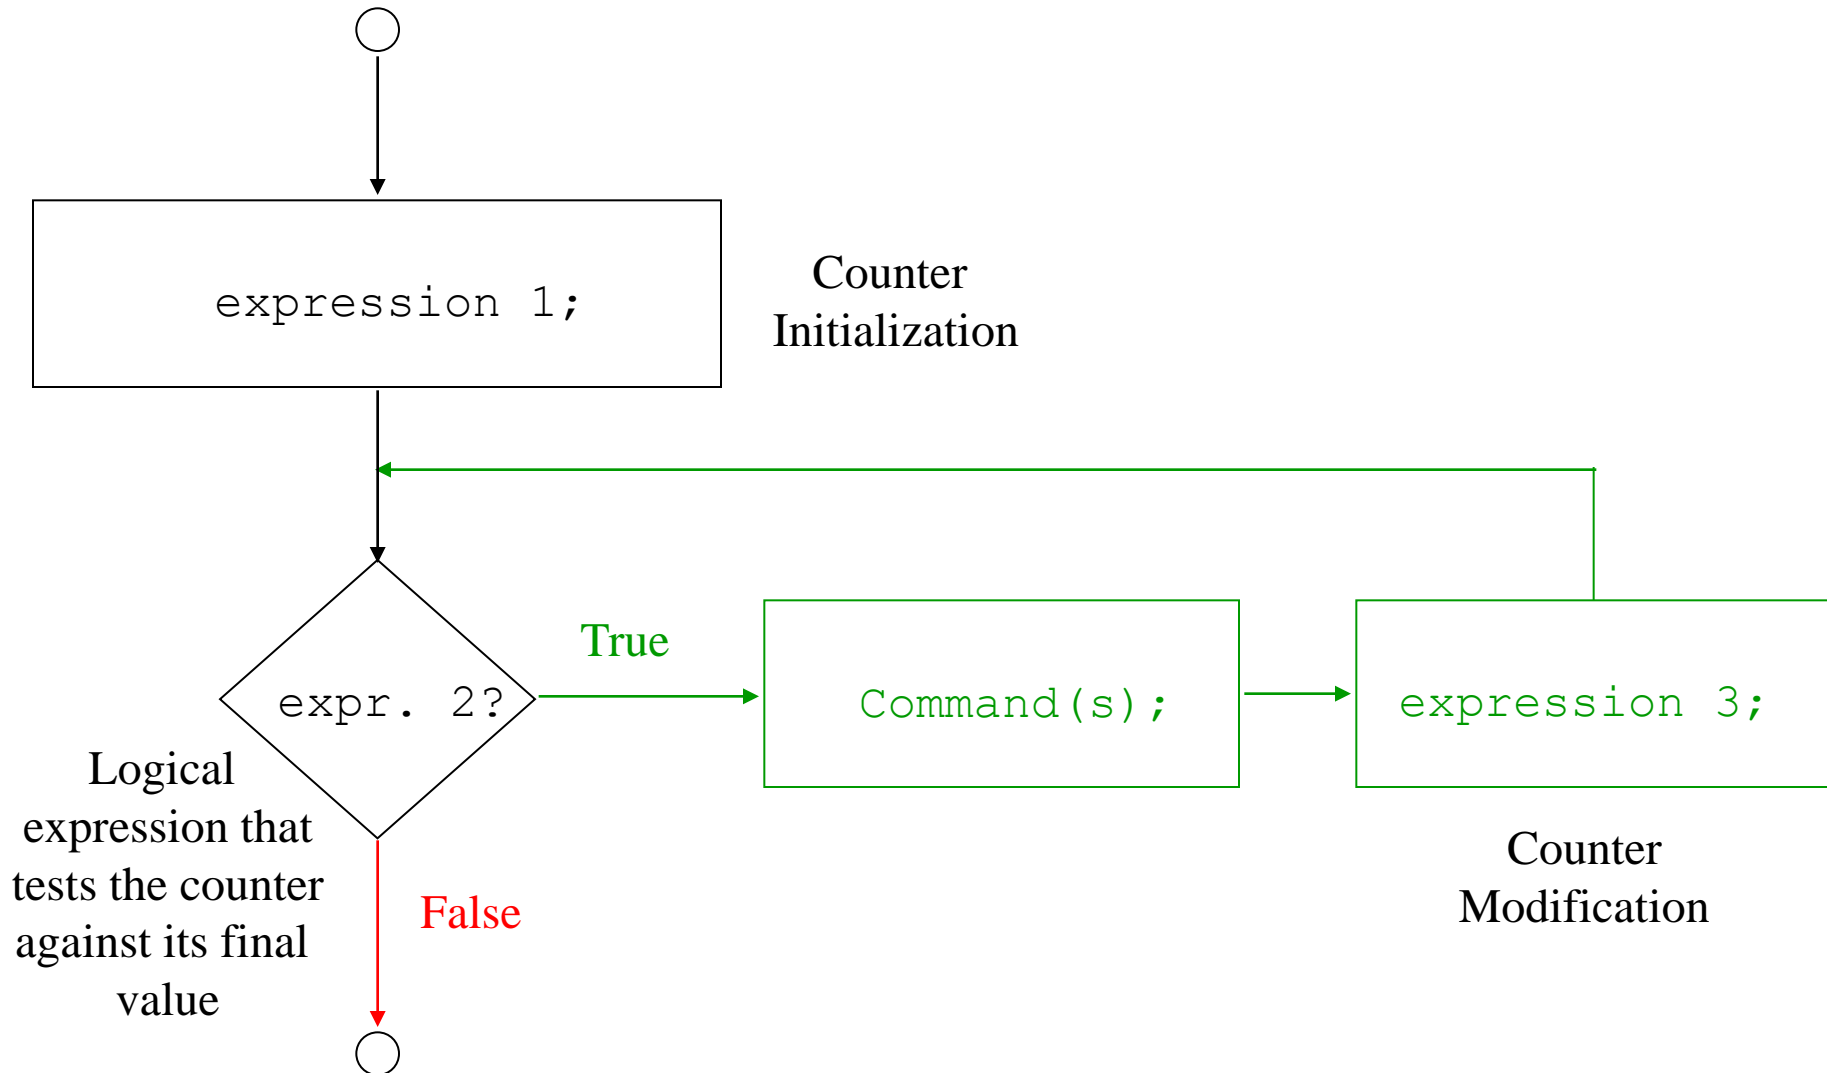 expression 1;
Counter
Initialization
True
expr. 2?
Command(s);
expression 3;
Logical
expression that
tests the counter
against its final
value
False
Counter
Modification